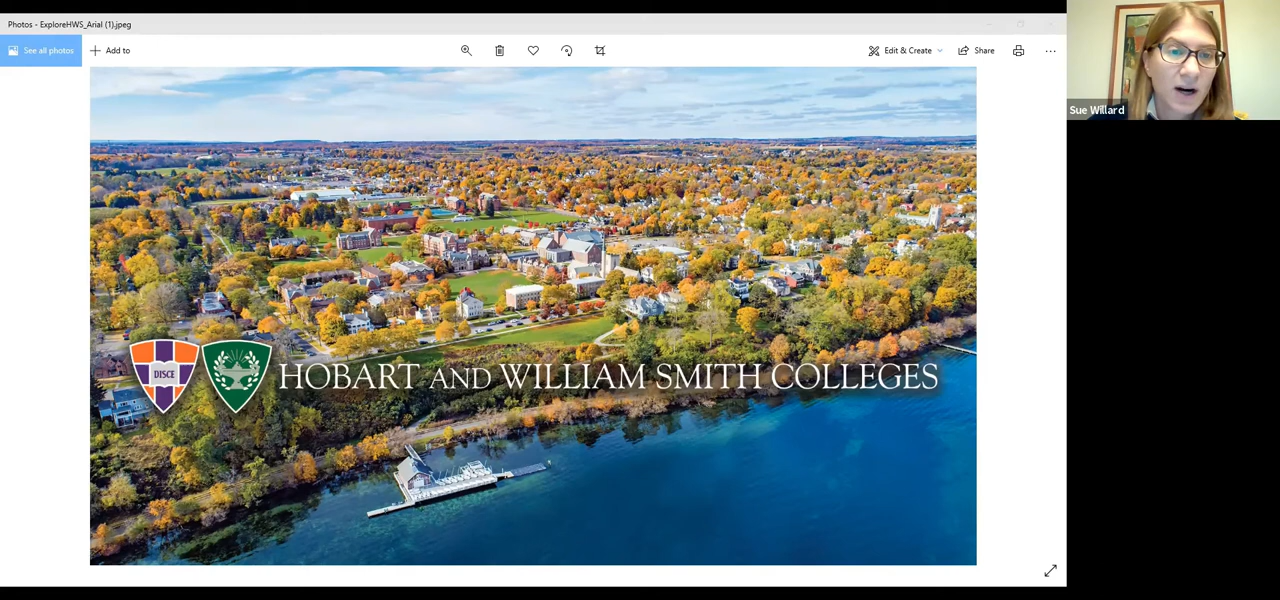 Photos - ExploreHWS_Arial (1).jpeg
See all photos
Add to
Edit & Create
Share
Sue Willard
DISCE
HOBART AND WILLIAM SMITH COLLEGES